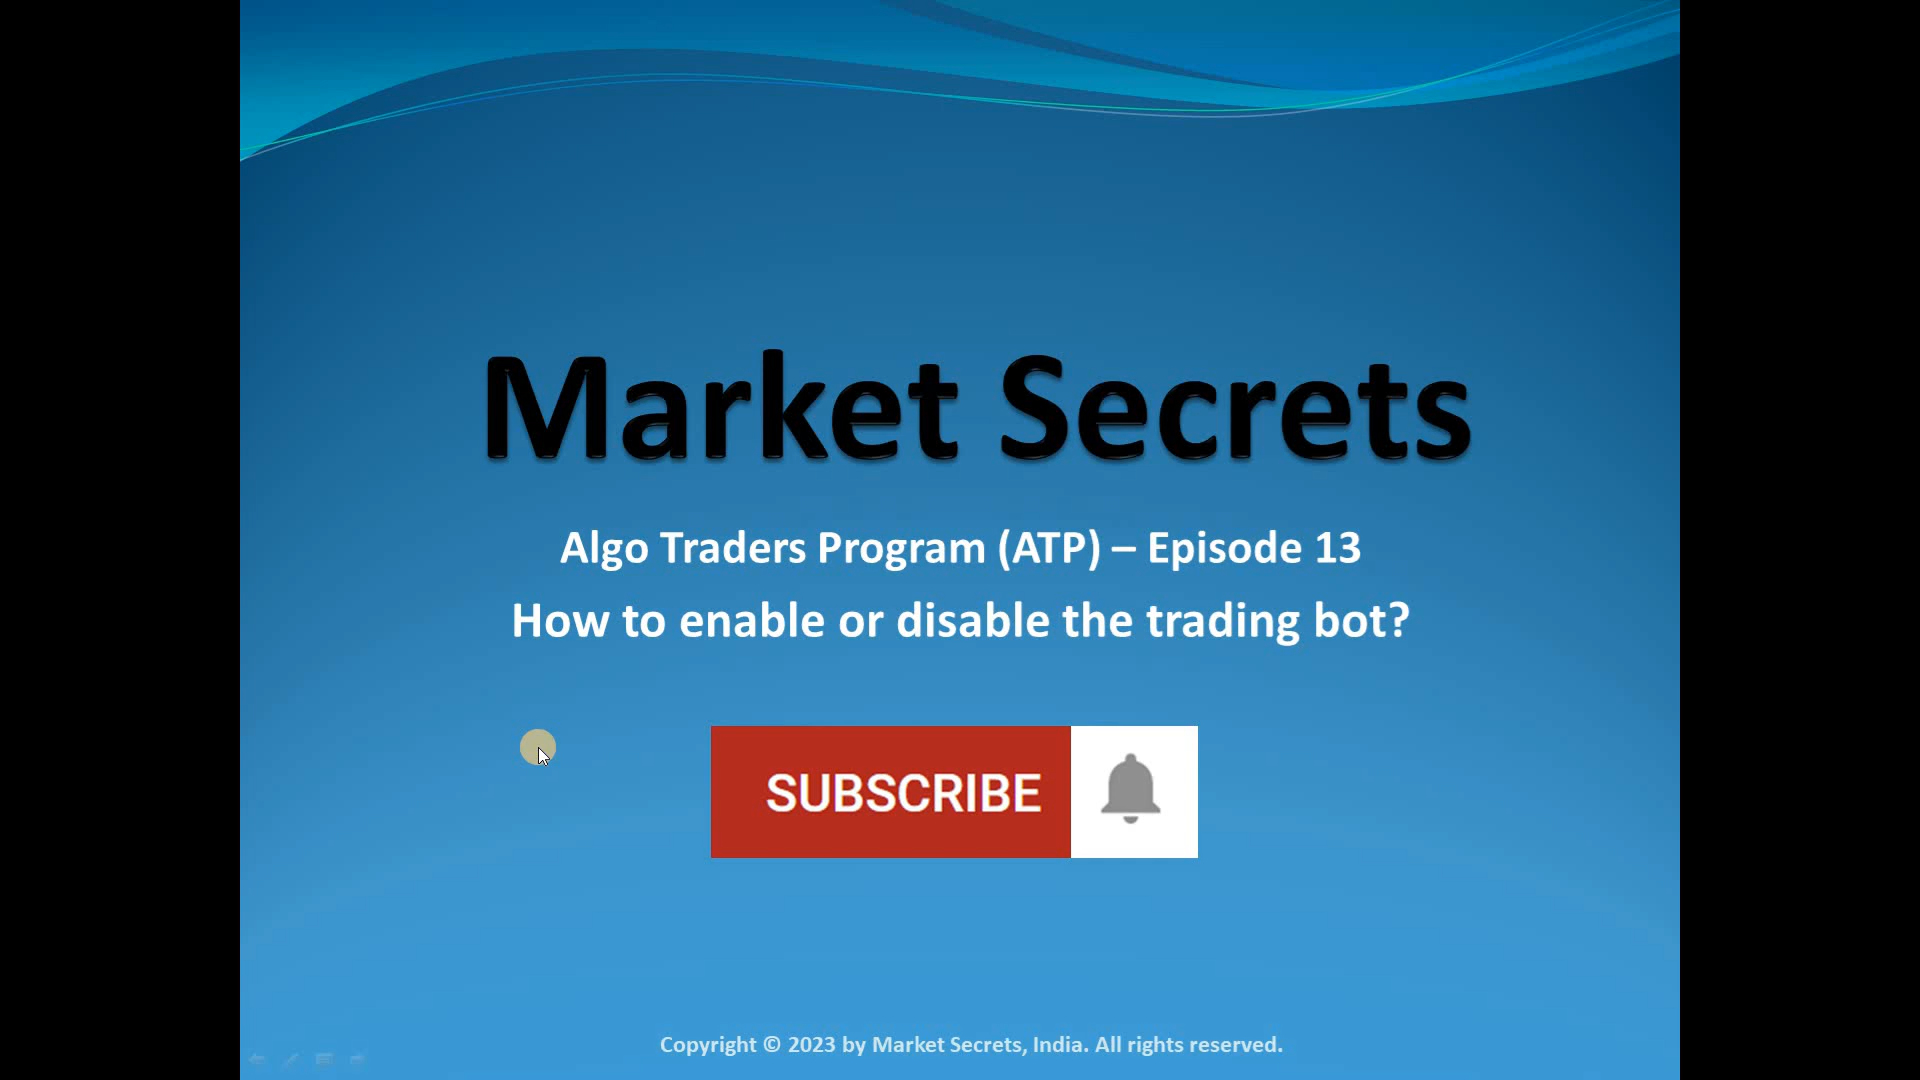 Market Secrets
Algo Traders Program (ATP) – Episode 13
How to enable or disable the trading bot?
SUBSCRIBE
Copyright © 2023 by Market Secrets, India. All rights reserved.